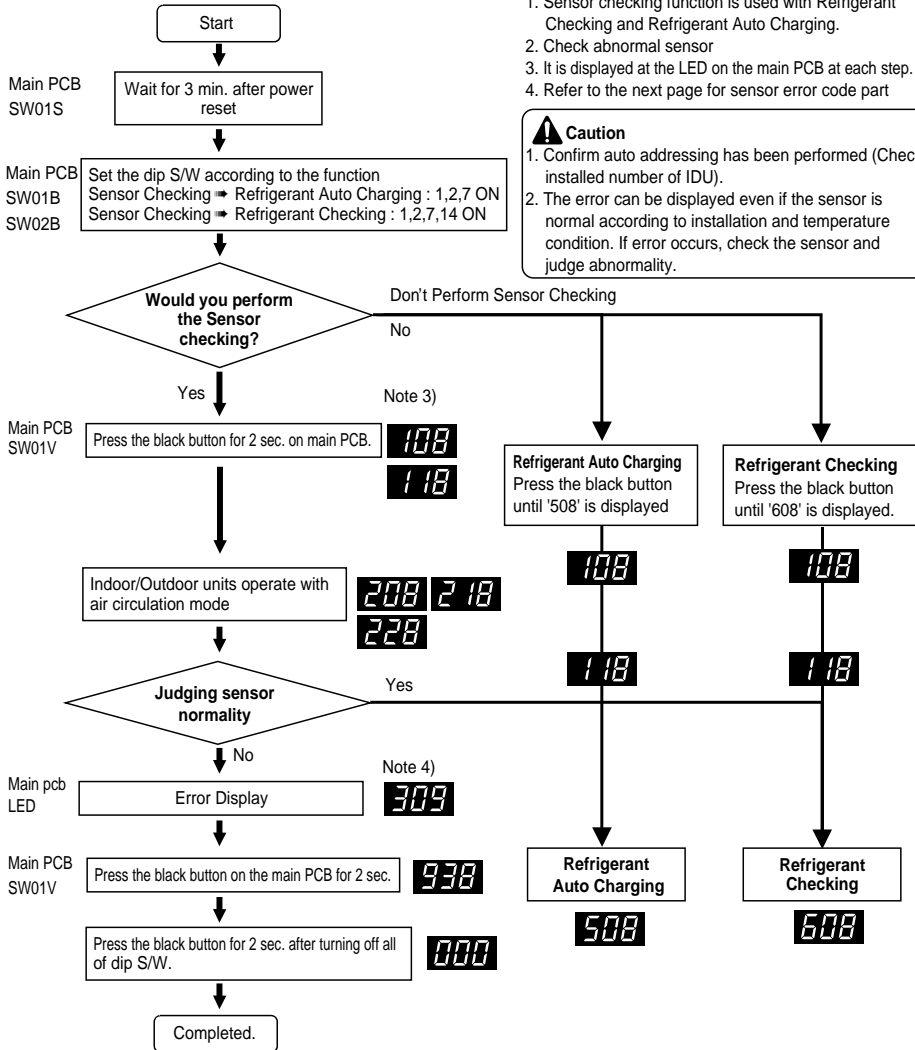 1. Sensor checking function is used with Refrigerant
Checking and Refrigerant Auto Charging.
2. Check abnormal sensor
3. It is displayed at the LED on the main PCB at each step.
4. Refer to the next page for sensor error code part
Caution
1. Confirm auto addressing has been performed (Chec
installed number of IDU).
2. The error can be displayed even if the sensor is
normal according to installation and temperature
condition. If error occurs, check the sensor and
judge abnormality.
Start
Main PCB
SW01S
Wait for 3 min. after power
reset
Main PCB
SW01B
SW02B
Set the dip S/W according to the function
Sensor Checking ➠ Refrigerant Auto Charging : 1,2,7 ON
Sensor Checking ➠ Refrigerant Checking : 1,2,7,14 ON
Would you perform
the Sensor
checking?
Don't Perform Sensor Checking
No
Yes
Note 3)
Main PCB
SW01V
Press the black button for 2 sec. on main PCB.
108
118
Refrigerant Auto Charging
Press the black button
until '508' is displayed
Refrigerant Checking
Press the black button
until '608' is displayed.
108
108
Indoor/Outdoor units operate with
air circulation mode
208 218
228
118
118
Judging sensor
normality
Yes
No
Note 4)
Main pcb
LED
Error Display
309
Main PCB
SW01V
Press the black button on the main PCB for 2 sec.
938
Refrigerant
Auto Charging
508
Refrigerant
Checking
608
Press the black button for 2 sec. after turning off all
of dip S/W.
000
Completed.